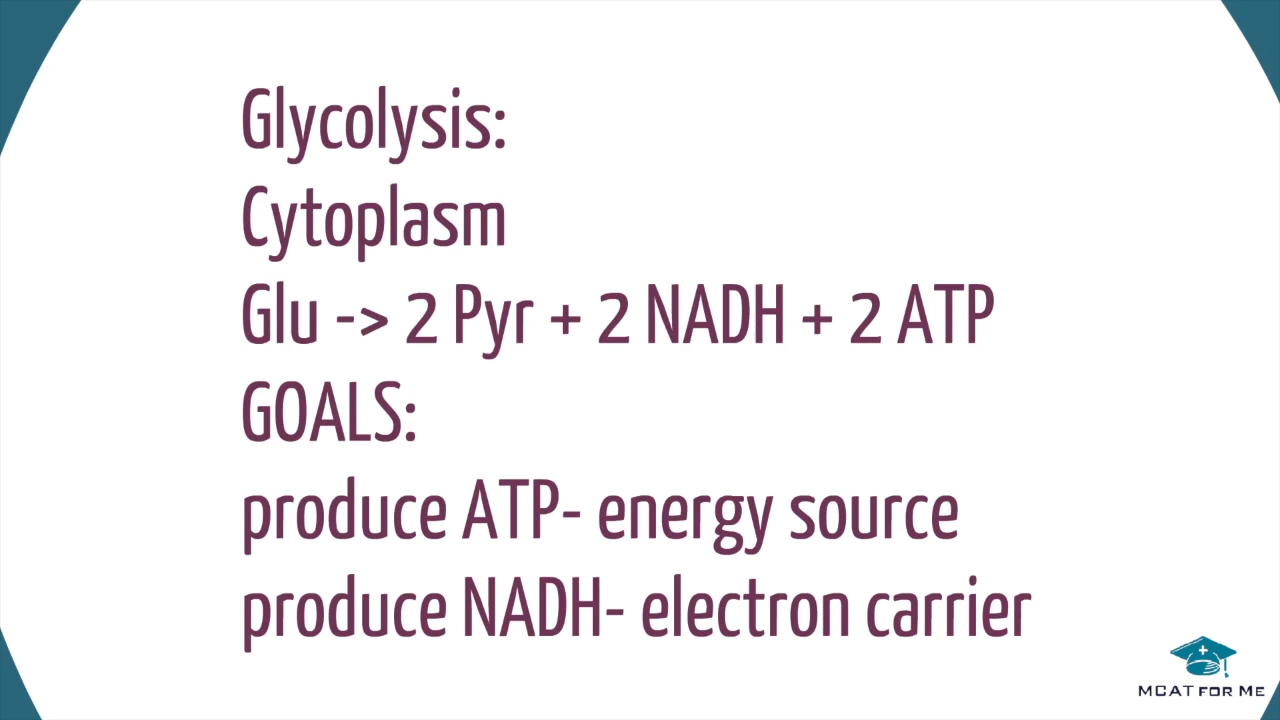 Glycolysis:
Cytoplasm
Glu -> 2 Pyr + 2 NADH + 2 ATP
GOALS:
produce ATP- energy source
produce NADH- electron carrier
MCAT FOR ME